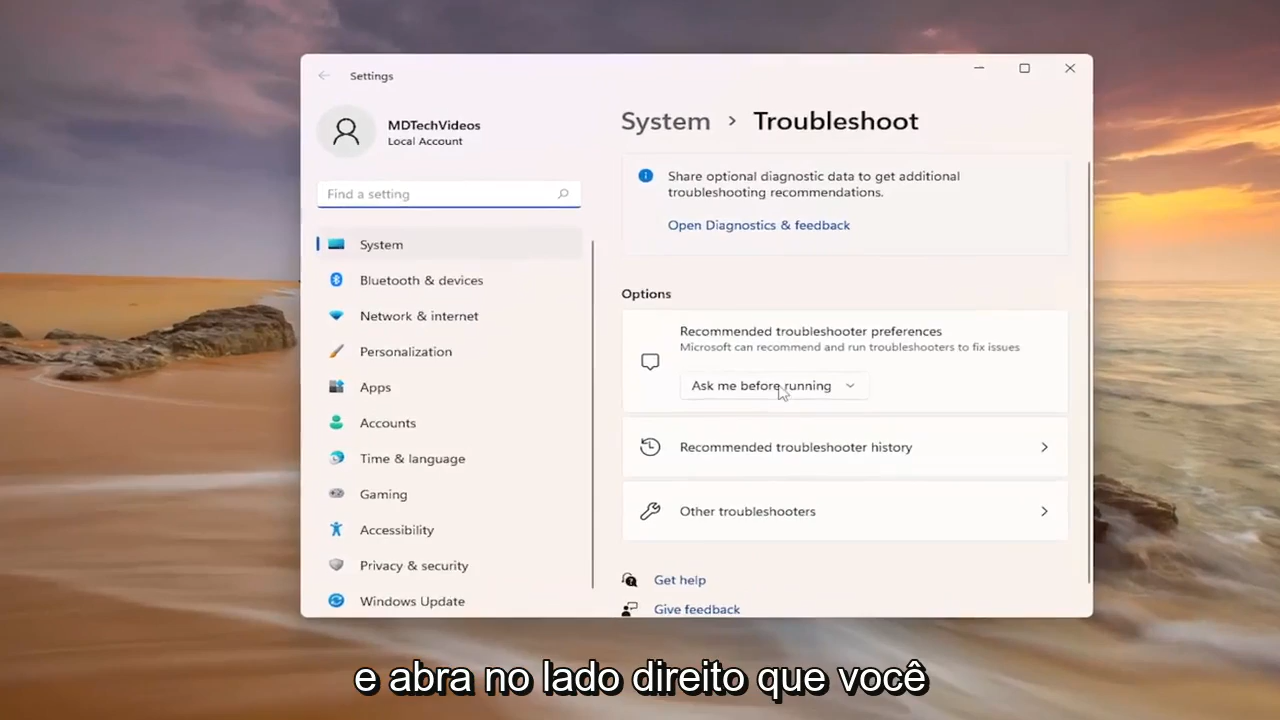 Settings
MDTechVideos
Local Account
Find a setting
System
Bluetooth & devices
Network & internet
Personalization
Apps
Accounts
Time & language
Gaming
Accessibility
Privacy & security
Windows Update
System > Troubleshoot
Share optional diagnostic data to get additional
troubleshooting recommendations.
Open Diagnostics & feedback
Options
Recommended troubleshooter preferences
Microsoft can recommend and run troubleshooters to fix issues
Ask me before running
Recommended troubleshooter history
Other troubleshooters
Get help
Give feedback
e abra no lado direito que você